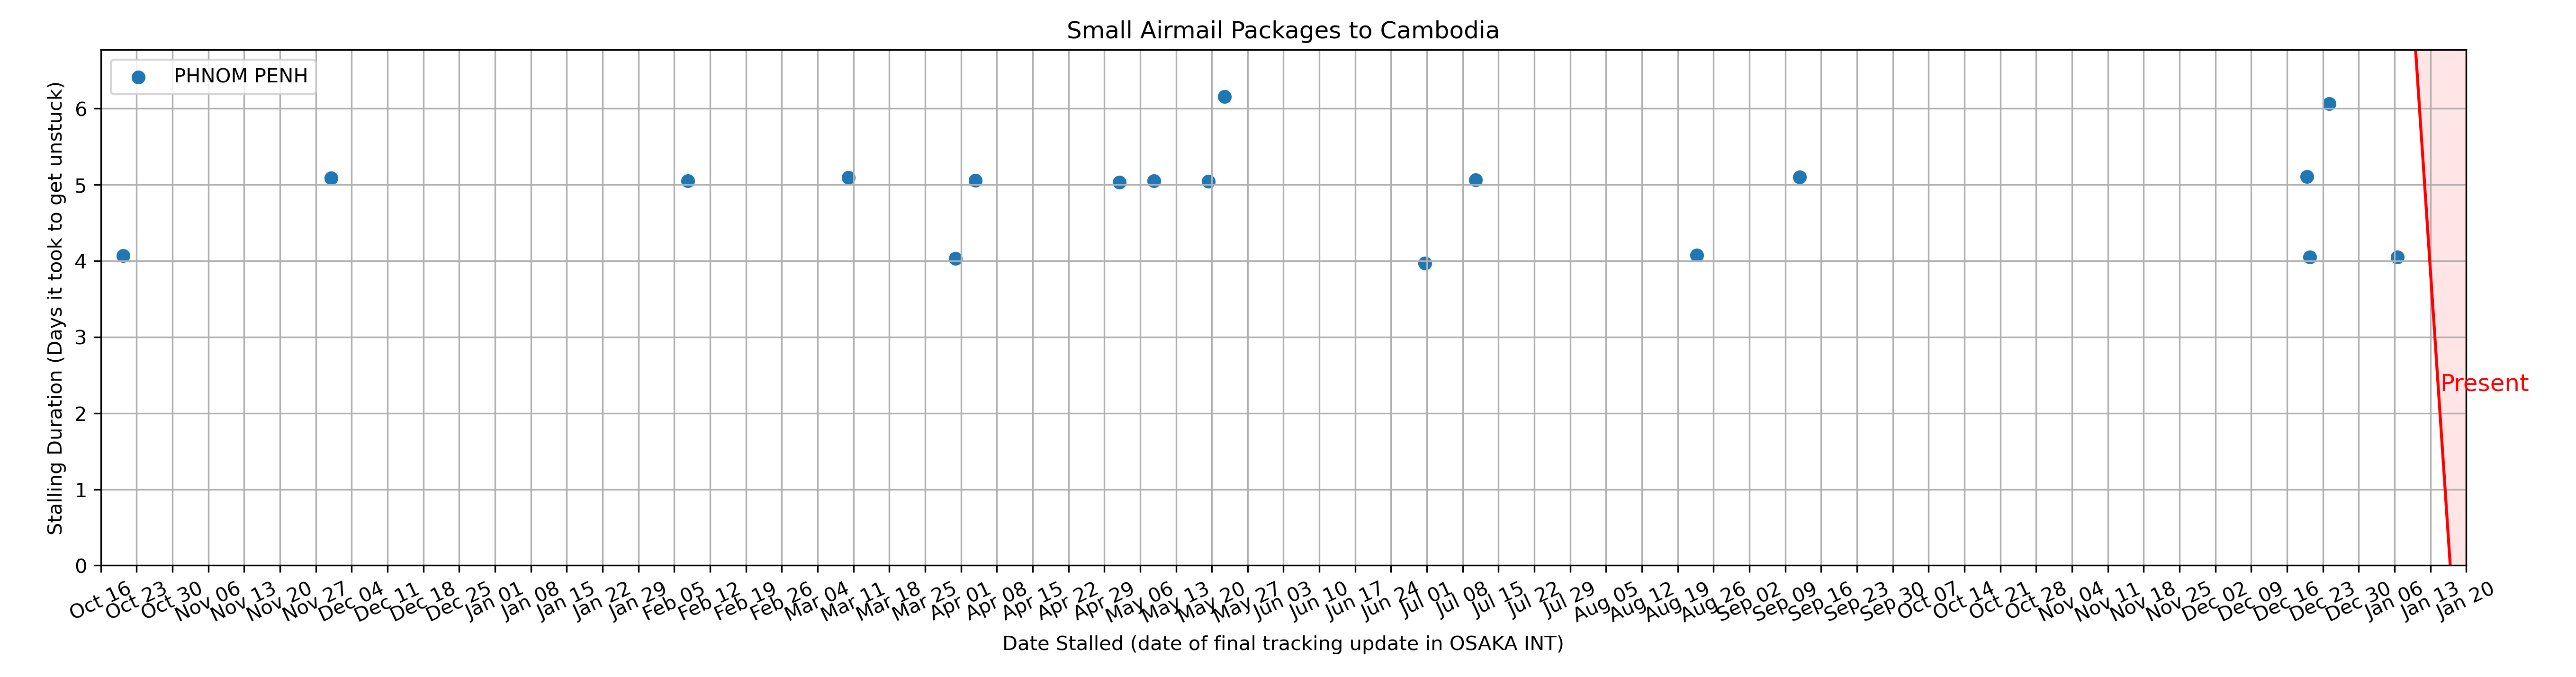 Small Airmail Packages to Cambodia
PHNOM PENH
Stalling Duration (Days it took to get unstuck)
6
5
4
3
2
1
0
Present
Oct 16
Oct 23
Oct 30
Nov 06
Nov 13
Nov 20
Nov 27
Dec 04
Dec 11
Dec 18
Dec 25
Jan 01
Jan 08
Jan 15
Jan 22
Jan 29
Feb 05
Feb 12
Feb 19
Feb 26
Mar 04
Mar 11
Mar 18
Mar 25
Apr 01
Apr 08
Apr 15
Apr 22
Apr 29
May 06
May 13
May 20
May 27
Jun 03
Jun 10
Jun 17
Jun 24
Jul 01
Jul 08
Jul 15
Jul 22
Jul 29
Aug 05
Aug 12
Aug 19
Aug 26
Sep 02
Sep 09
Sep 16
Sep 23
Sep 30
Oct 07
Oct 14
Oct 21
Oct 28
Nov 04
Nov 11
Nov 18
Nov 25
Dec 02
Dec 09
Dec 16
Dec 23
Dec 30
Jan 06
Jan 13
Jan 20
Date Stalled (date of final tracking update in OSAKA INT)